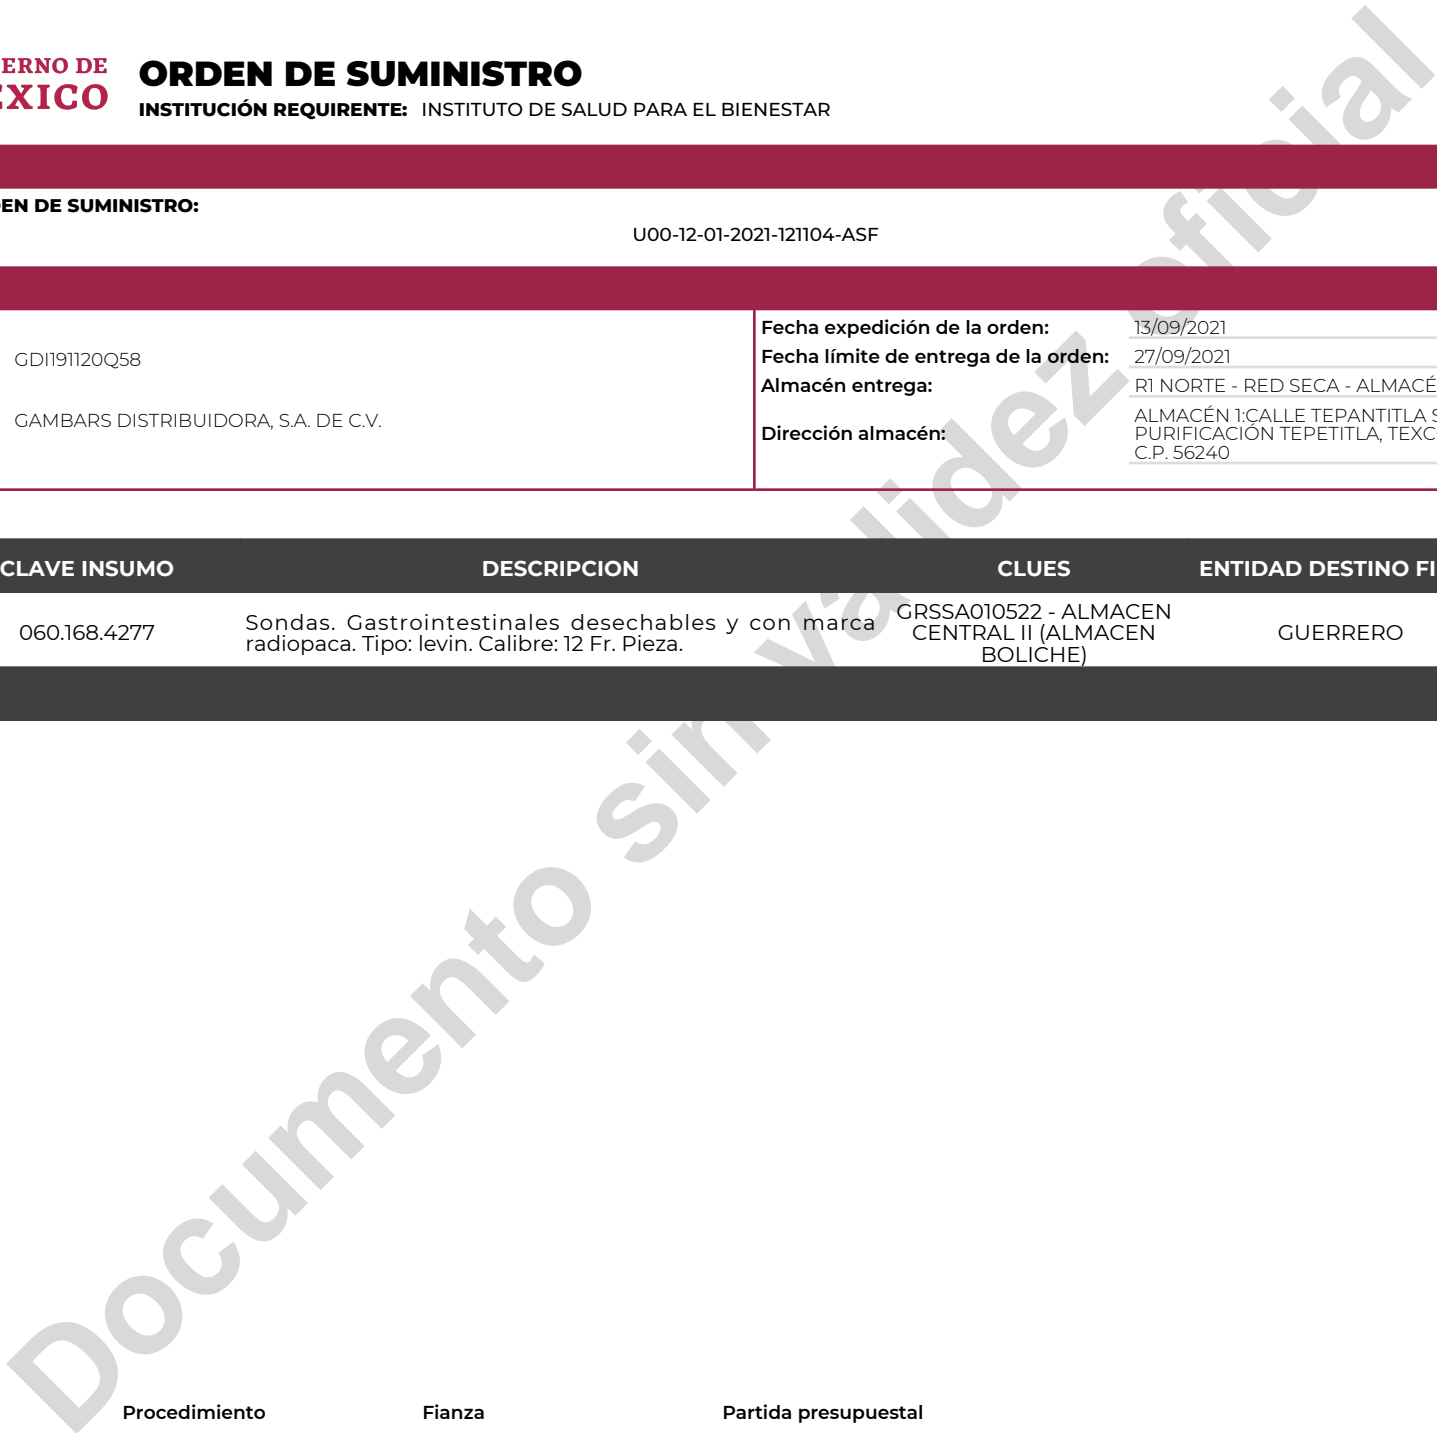 ERNO DE
EXICO
ORDEN DE SUMINISTRO
INSTITUCIÓN REQUIRENTE: INSTITUTO DE SALUD PARA EL BIENESTAR
EN DE SUMINISTRO:
U00-12-01-2021-121104-ASF
GDI191120Q58
GAMBARS DISTRIBUIDORA, S.A. DE C.V.
Fecha expedición de la orden: 13/09/2021
Fecha límite de entrega de la orden: 27/09/2021
Almacén entrega: R1 NORTE - RED SECA - ALMACÉ
Dirección almacén:
ALMACÉN 1:CALLE TEPANTITLA S
PURIFICACIÓN TEPETITLA, TEXC
C.P. 56240
CLAVE INSUMO DESCRIPCION CLUES ENTIDAD DESTINO FI
060.168.4277
Sondas. Gastrointestinales desechables y con marca
radiopaca. Tipo: levin. Calibre: 12 Fr. Pieza.
GRSSA010522 - ALMACEN
CENTRAL II (ALMACEN
BOLICHE)
GUERRERO
Documento sin validez oficial
Procedimiento Fianza Partida presupuestal